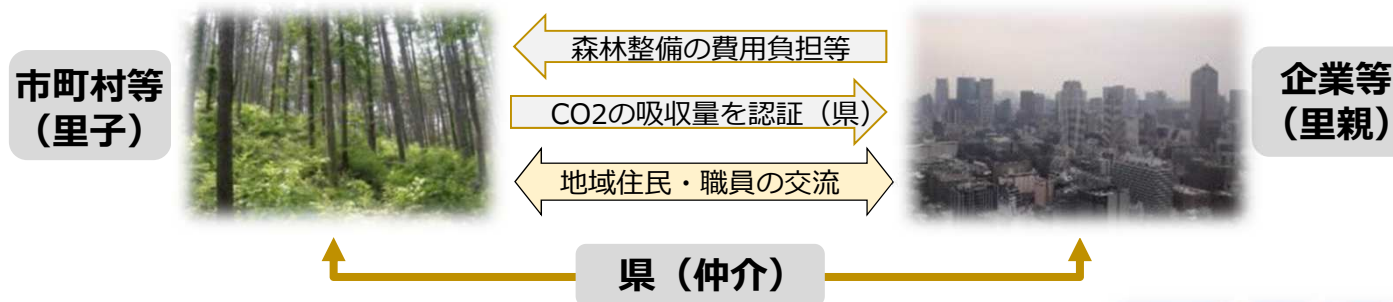 市町村等
（里子）
森林整備の費用負担等
CO2の吸収量を認証（県）
地域住民・職員の交流
企業等
（里親）
県（仲介）